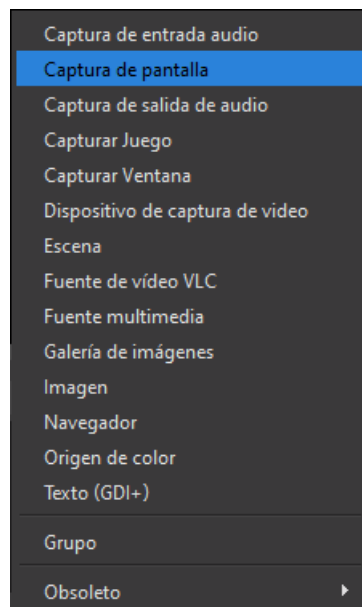 Captura de entrada audio
Captura de pantalla
Captura de salida de audio
Capturar Juego
Capturar Ventana
Dispositivo de captura de video
Escena
Fuente de vídeo VLC
Fuente multimedia
Galería de imágenes
Imagen
Navegador
Origen de color
Texto (GDI+)
Grupo
Obsoleto